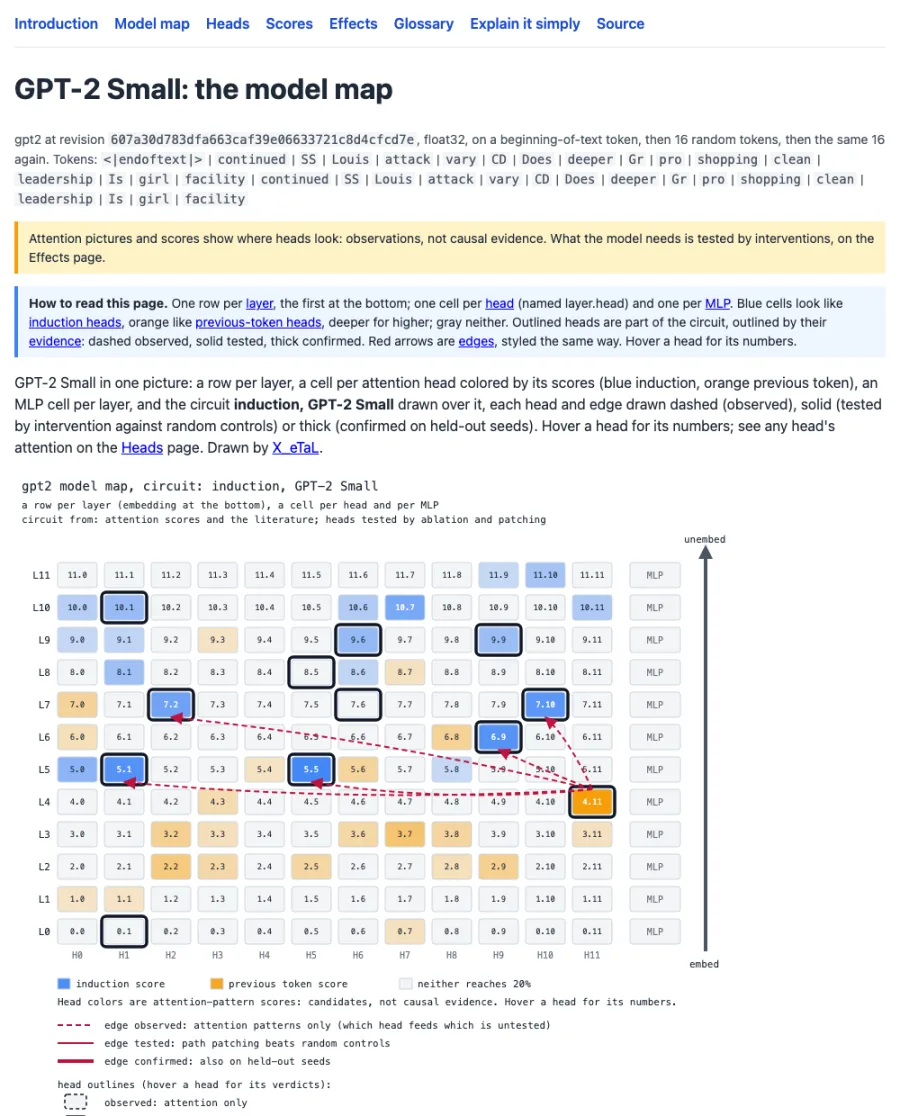 Introduction Model map Heads Scores Effects Glossary Explain it simply Source
GPT-2 Small: the model map
gpt2 at revision 607a30d783dfa663caf39e06633721c8d4cfcd7e, float32, on a beginning-of-text token, then 16 random tokens, then the same 16
again. Tokens: <|endoftext|> | continued | SS | Louis | attack | vary | CD | Does | deeper | Gr | pro | shopping | clean |
leadership | Is | girl | facility | continued | SS | Louis | attack | vary | CD | Does | deeper | Gr | pro | shopping | clean |
leadership | Is | girl | facility
Attention pictures and scores show where heads look: observations, not causal evidence. What the model needs is tested by interventions, on the
Effects page.
How to read this page. One row per layer, the first at the bottom; one cell per head (named layer.head) and one per MLP. Blue cells look like
induction heads, orange like previous-token heads, deeper for higher; gray neither. Outlined heads are part of the circuit, outlined by their
evidence: dashed observed, solid tested, thick confirmed. Red arrows are edges, styled the same way. Hover a head for its numbers.
GPT-2 Small in one picture: a row per layer, a cell per attention head colored by its scores (blue induction, orange previous token), an
MLP cell per layer, and the circuit induction, GPT-2 Small drawn over it, each head and edge drawn dashed (observed), solid (tested
by intervention against random controls) or thick (confirmed on held-out seeds). Hover a head for its numbers; see any head's
attention on the Heads page. Drawn by X_eTaL.
gpt2 model map, circuit: induction, GPT-2 Small
a row per layer (embedding at the bottom), a cell per head and per MLP
circuit from: attention scores and the literature; heads tested by ablation and patching
unembed
L11 11.0 11.1 11.2 11.3 11.4 11.5 11.6 11.7 11.8 11.9 11.10 11.11 MLP
L10 10.0 10.1 10.2 10.3 10.4 10.5 10.6 10.7 10.8 10.9 10.10 10.11 MLP
L9 9.0 9.1 9.2 9.3 9.4 9.5 9.6 9.7 9.8 9.9 9.10 9.11 MLP
L8 8.0 8.1 8.2 8.3 8.4 8.5 8.6 8.7 8.8 8.9 8.10 8.11 MLP
L7 7.0 7.1 7.2 7.3 7.4 7.5 7.6 7.7 7.8 7.9 7.10 7.11 MLP
L6 6.0 6.1 6.2 6.3 6.4 6.5 6.6 6.7 6.8 6.9 6.10 6.11 MLP
L5 5.0 5.1 5.2 5.3 5.4 5.5 5.6 5.7 5.8 5.9 5.10 5.11 MLP
L4 4.0 4.1 4.2 4.3 4.4 4.5 4.6 4.7 4.8 4.9 4.10 4.11 MLP
L3 3.0 3.1 3.2 3.3 3.4 3.5 3.6 3.7 3.8 3.9 3.10 3.11 MLP
L2 2.0 2.1 2.2 2.3 2.4 2.5 2.6 2.7 2.8 2.9 2.10 2.11 MLP
L1 1.0 1.1 1.2 1.3 1.4 1.5 1.6 1.7 1.8 1.9 1.10 1.11 MLP
L0 0.0 0.1 0.2 0.3 0.4 0.5 0.6 0.7 0.8 0.9 0.10 0.11 MLP
H0 H1 H2 H3 H4 H5 H6 H7 H8 H9 H10 H11
embed
induction score previous token score neither reaches 20%
Head colors are attention-pattern scores: candidates, not causal evidence. Hover a head for its numbers.
edge observed: attention patterns only (which head feeds which is untested)
edge tested: path patching beats random controls
edge confirmed: also on held-out seeds
head outlines (hover a head for its verdicts):
observed: attention only